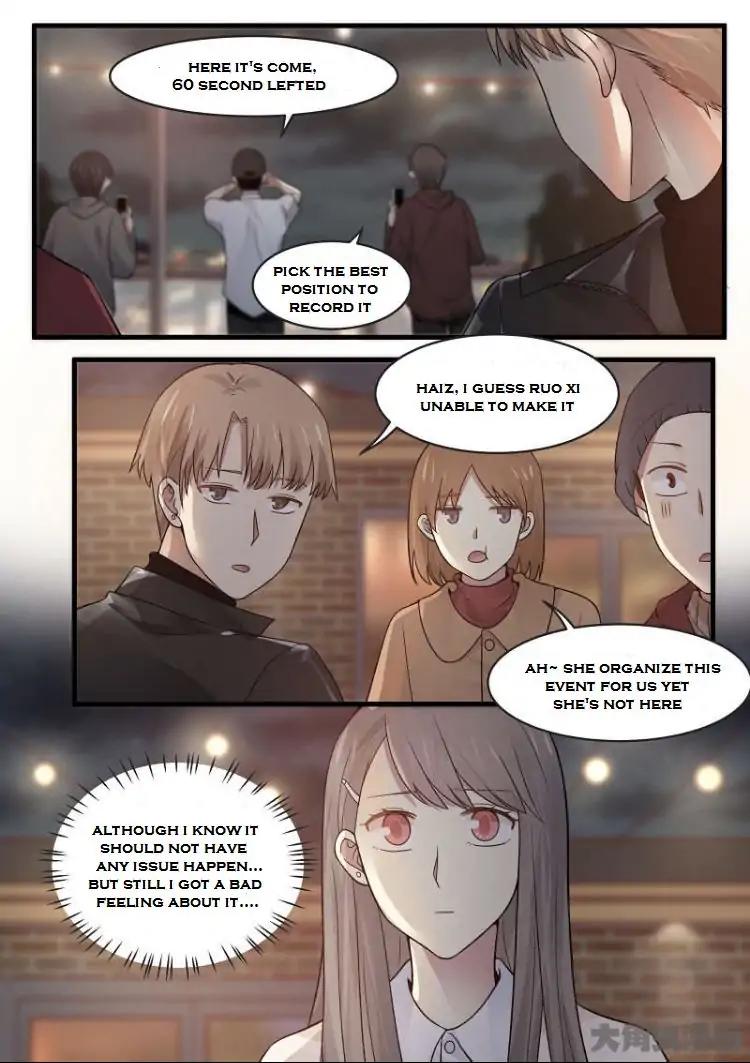 HERE IT'S COME,
60 SECOND LEFTED
PICK THE BEST
POSITION TO
RECORD IT
HAIZ, I GUESS RUO XI
UNABLE TO MAKE IT
AH~ SHE ORGANIZE THIS
EVENT FOR US YET
SHE'S NOT HERE
ALTHOUGH I KNOW IT
SHOULD NOT HAVE
ANY ISSUE HAPPEN...
BUT STILL I GOT A BAD
FEELING ABOUT IT....
大角